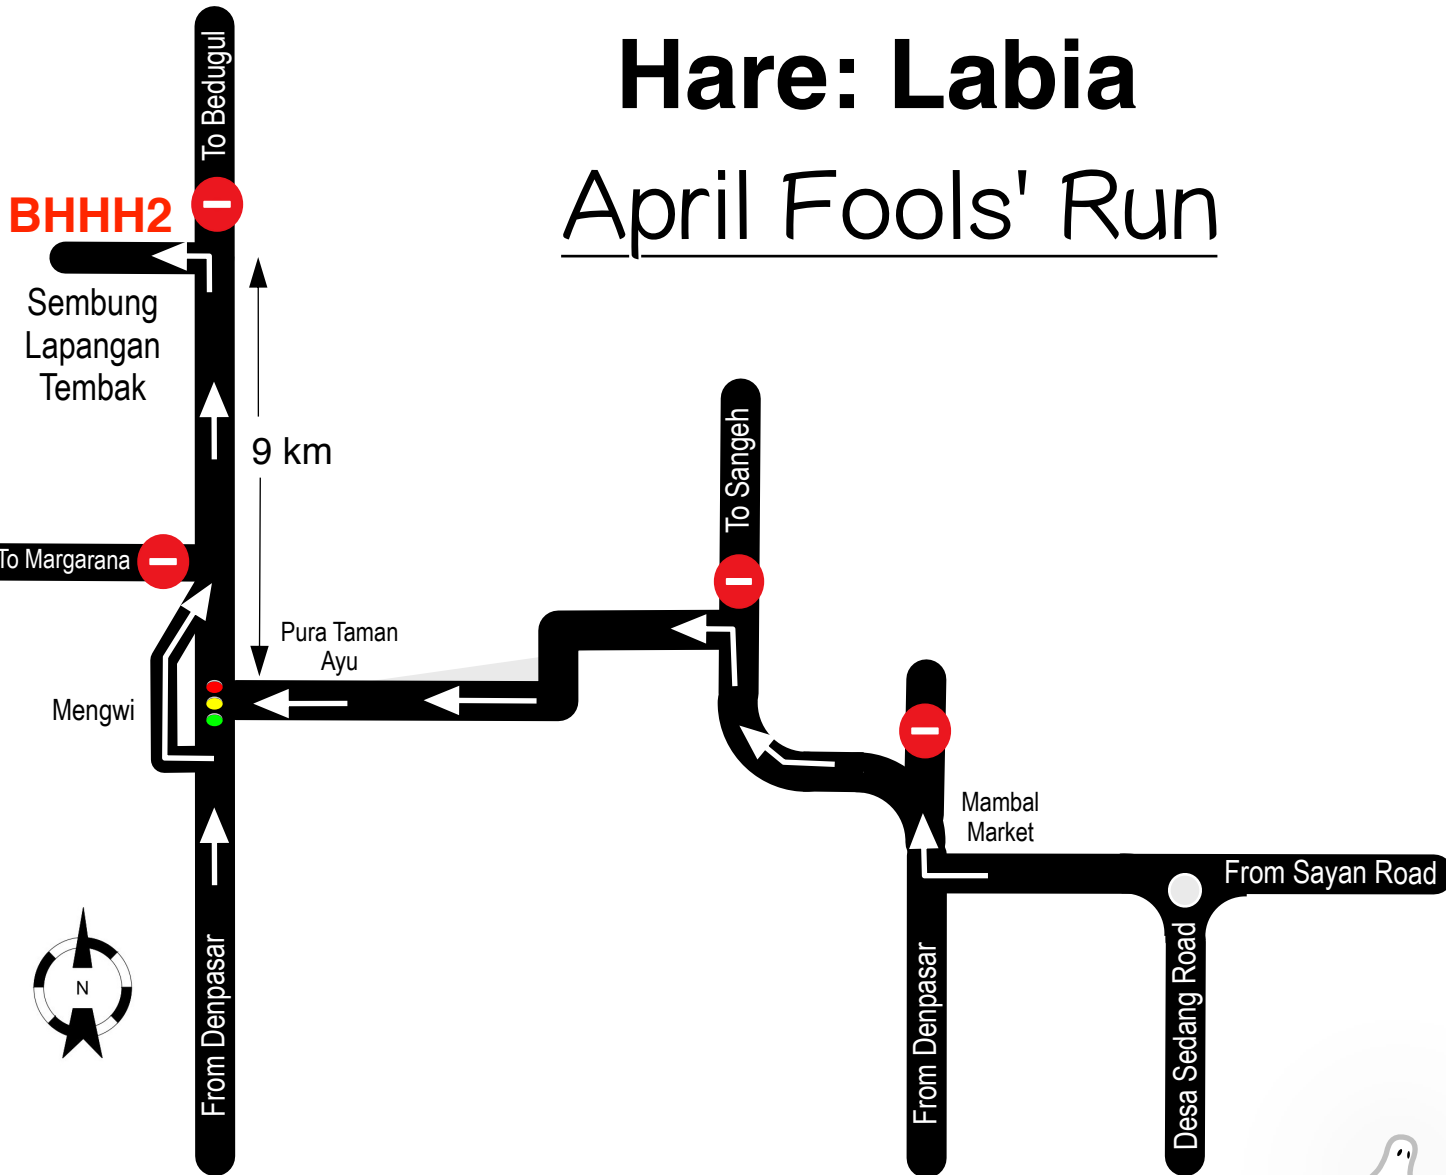 Hare: Labia
April Fools' Run
To Bedugul
BHHH2
Sembung
Lapangan
Tembak
9 km
To Sangeh
To Margarana
Pura Taman
Ayu
Mengwi
Mambal
Market
From Sayan Road
N
From Denpasar
From Denpasar
Desa Sedang Road